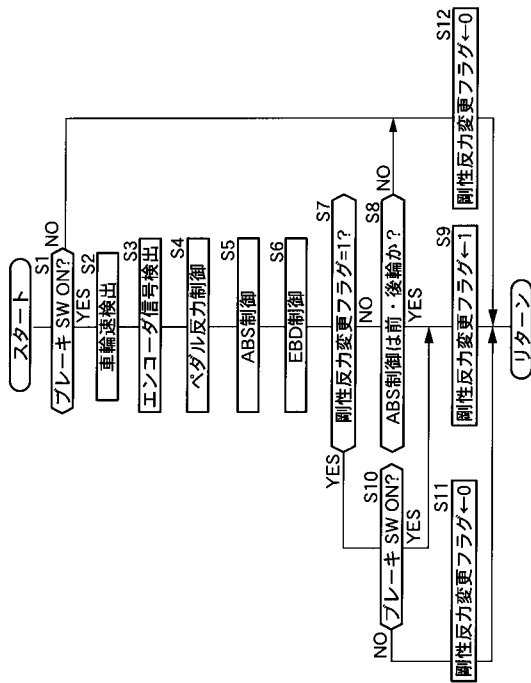 スタート
S1
ブレーキ SW ON?
NO
YES
S2
車輪速検出
S3
エンコーダ信号検出
S4
ペダル反力制御
S5
ABS制御
S6
EBD制御
S7
剛性反力変更フラグ=1?
YES
NO
S8
ABS制御は前・後輪か?
NO
YES
S10
ブレーキ SW ON?
NO
YES
S11
剛性反力変更フラグ←0
S9
剛性反力変更フラグ←1
S12
剛性反力変更フラグ←0
リターン